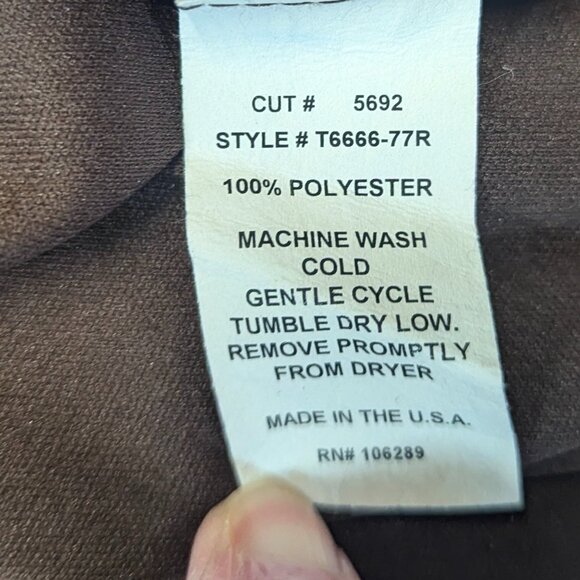 CUT # 5692
STYLE # T6666-77R
100% POLYESTER
MACHINE WASH
COLD
GENTLE CYCLE
TUMBLE DRY LOW.
REMOVE PROMPTLY
FROM DRYER
MADE IN THE U.S.A.
RN# 106289